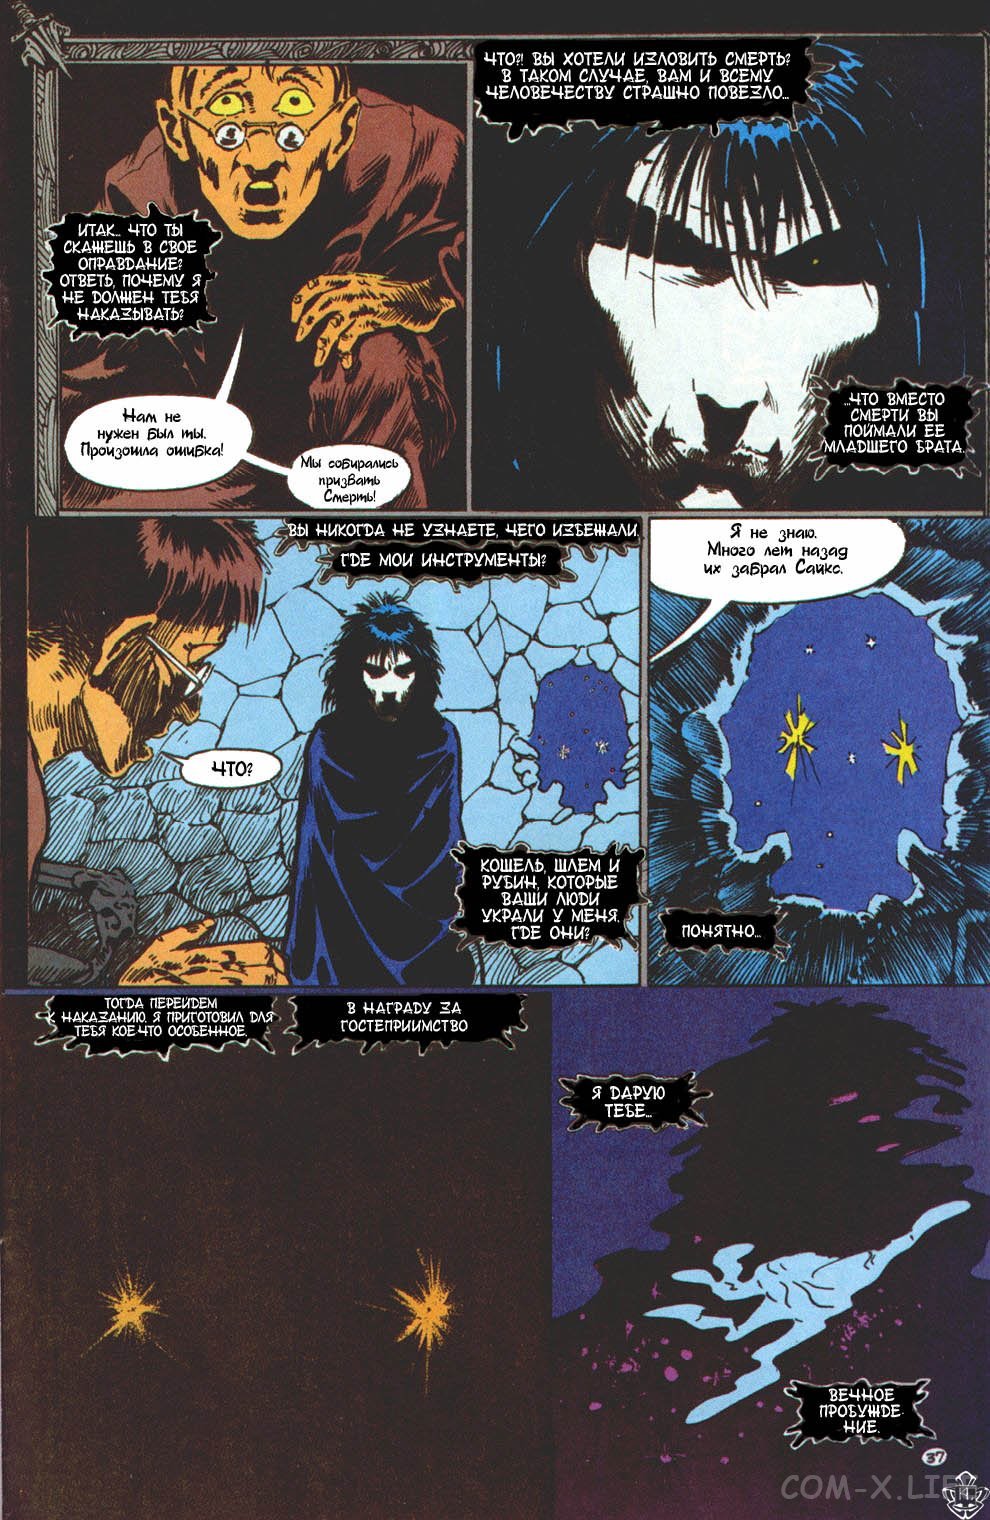 ИТАК... ЧТО ТЫ
СКАЖЕШЬ В СВОЕ
ОПРАВДАНИЕ?
ОТВЕТЬ, ПОЧЕМУ Я
НЕ ДОЛЖЕН ТЕБЯ
НАКАЗЫВАТЬ?
Нам не
нужен был ты.
Произошла ошибка!
Мы собирались
призвать
Смерть!
ЧТО?! ВЫ ХОТЕЛИ ИЗЛОВИТЬ СМЕРТЬ?
В ТАКОМ СЛУЧАЕ, ВАМ И ВСЕМУ
ЧЕЛОВЕЧЕСТВУ СТРАШНО ПОВЕЗЛО...
...ЧТО ВМЕСТО
СМЕРТИ ВЫ
ПОЙМАЛИ ЕЕ
МЛАДШЕГО БРАТА.
ВЫ НИКОГДА НЕ УЗНАЕТЕ, ЧЕГО ИЗБЕЖАЛИ.
ГДЕ МОИ ИНСТРУМЕНТЫ?
ЧТО?
КОШЕЛЬ, ШЛЕМ И
РУБИН, КОТОРЫЕ
ВАШИ ЛЮДИ
УКРАЛИ У МЕНЯ.
ГДЕ ОНИ?
Я не знаю.
Много лет назад
их забрал Сайкс.
ПОНЯТНО...
ТОГДА ПЕРЕЙДЕМ
К НАКАЗАНИЮ. Я ПРИГОТОВИЛ ДЛЯ
ТЕБЯ КОЕ-ЧТО ОСОБЕННОЕ.
В НАГРАДУ ЗА
ГОСТЕПРИИМСТВО
Я ДАРУЮ
ТЕБЕ...
ВЕЧНОЕ
ПРОБУЖДЕ-
НИЕ.
37
COM-X.LIFE